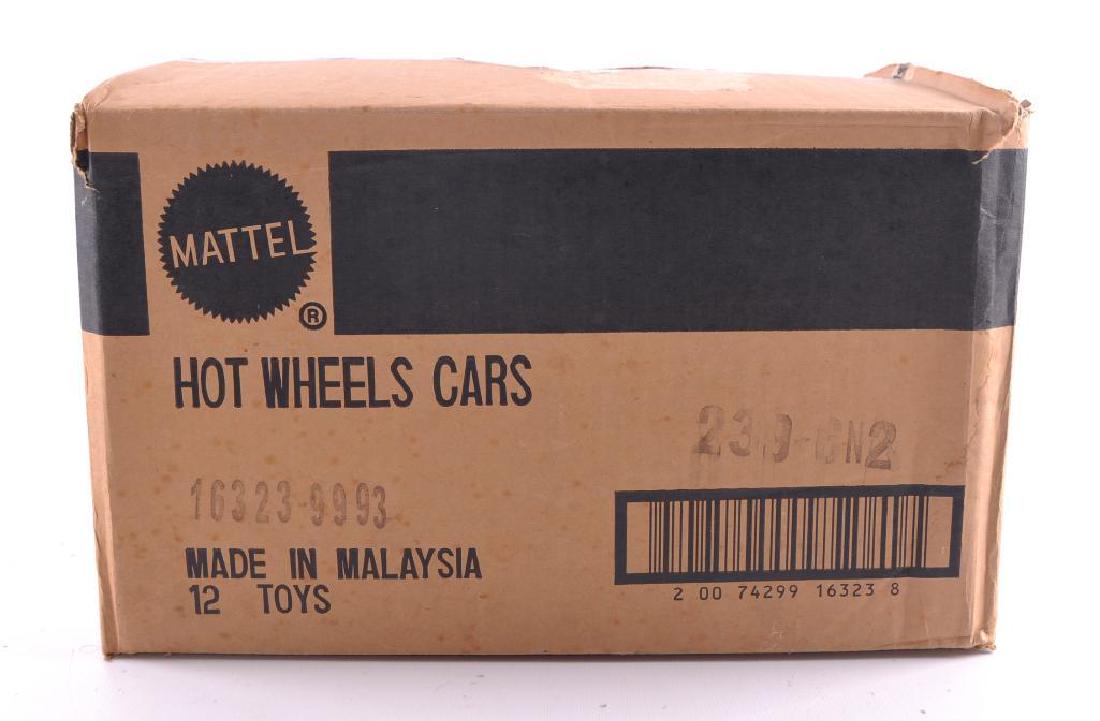 MATTEL
®
HOT WHEELS CARS
16323-9993
MADE IN MALAYSIA
12 TOYS
2 00 74299 16323 8